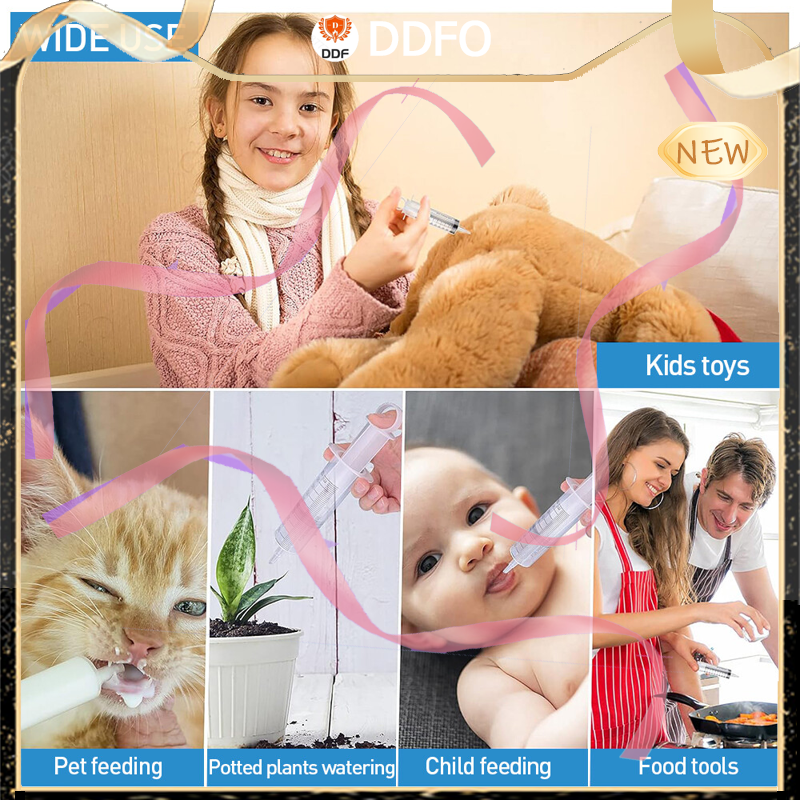 WIDE USE
DDF
DDFO
NEW
Kids toys
Pet feeding
Potted plants watering
Child feeding
Food tools